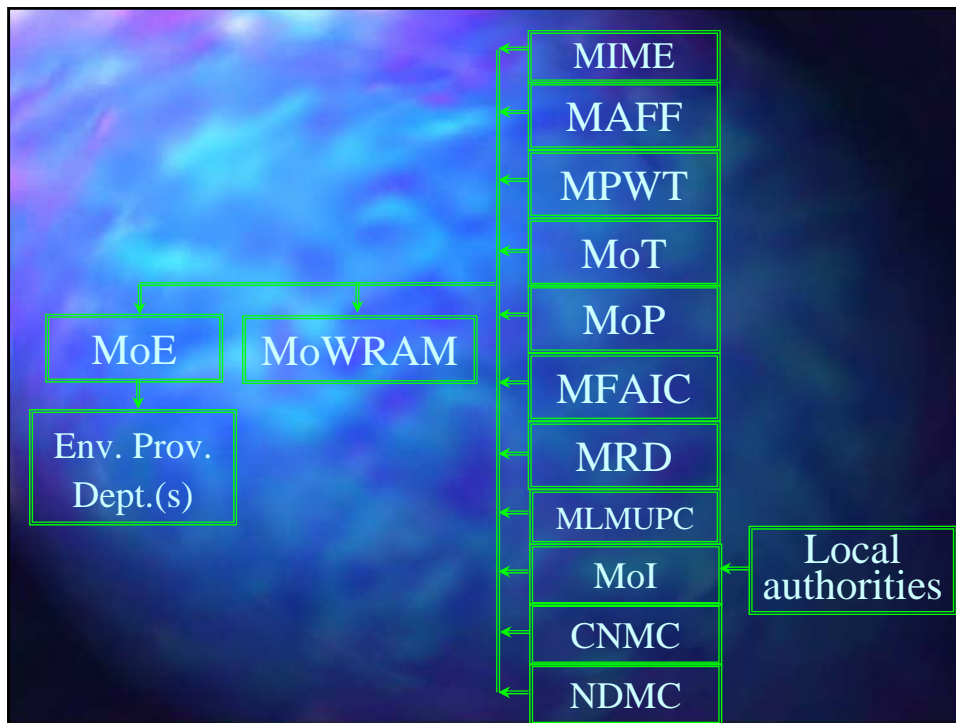 MIME
MAFF
MPWT
MoT
MoP
MFAIC
MRD
MLMUPC
MoI
CNMC
NDMC
MoE
MoWRAM
Env. Prov.
Dept.(s)
Local
authorities